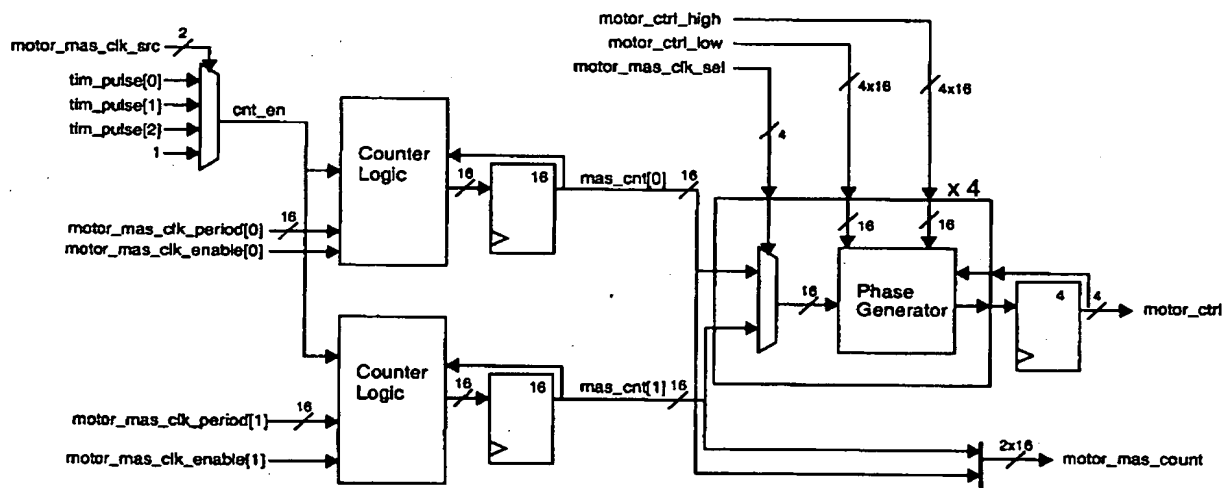 motor_ctrl_high
motor_ctrl_low
motor_mas_clk_sel
motor_mas_clk_src
2
tim_pulse[0]
tim_pulse[1]
tim_pulse[2]
1
cnt_en
4
4x16
4x16
Counter
Logic
16
16
mas_cnt[0]
16
motor_mas_clk_period[0]
16
motor_mas_clk_enable[0]
x 4
16
16
16
Phase
Generator
4
4
motor_ctrl
Counter
Logic
16
16
mas_cnt[1]
16
motor_mas_clk_period[1]
16
motor_mas_clk_enable[1]
2x16
motor_mas_count